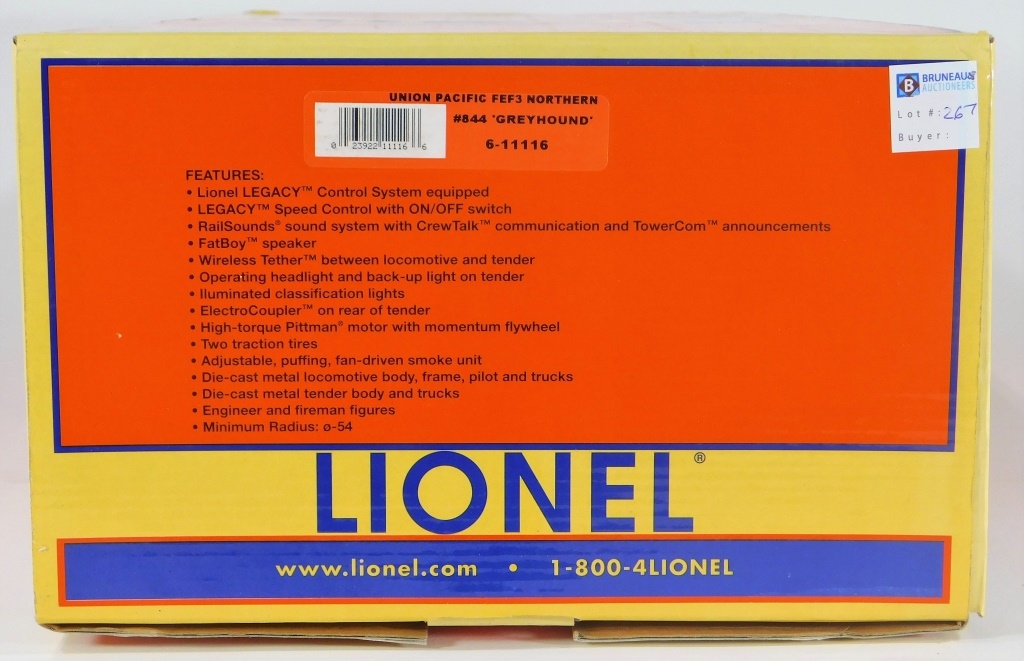 UNION PACIFIC FEF3 NORTHERN
#844 'GREYHOUND'
6-11116
0 23922 11116 6
BRUNEAU
AUCTIONEERS
B
Lot #: 267
Buyer:
FEATURES:
• Lionel LEGACY™ Control System equipped
• LEGACY™ Speed Control with ON/OFF switch
• RailSounds® sound system with CrewTalk™ communication and TowerCom™ announcements
• FatBoy™ speaker
• Wireless Tether™ between locomotive and tender
• Operating headlight and back-up light on tender
• Iluminated classification lights
• ElectroCoupler™ on rear of tender
• High-torque Pittman® motor with momentum flywheel
• Two traction tires
• Adjustable, puffing, fan-driven smoke unit
• Die-cast metal locomotive body, frame, pilot and trucks
• Die-cast metal tender body and trucks
• Engineer and fireman figures
• Minimum Radius: ø-54
LIONEL®
www.lionel.com • 1-800-4LIONEL